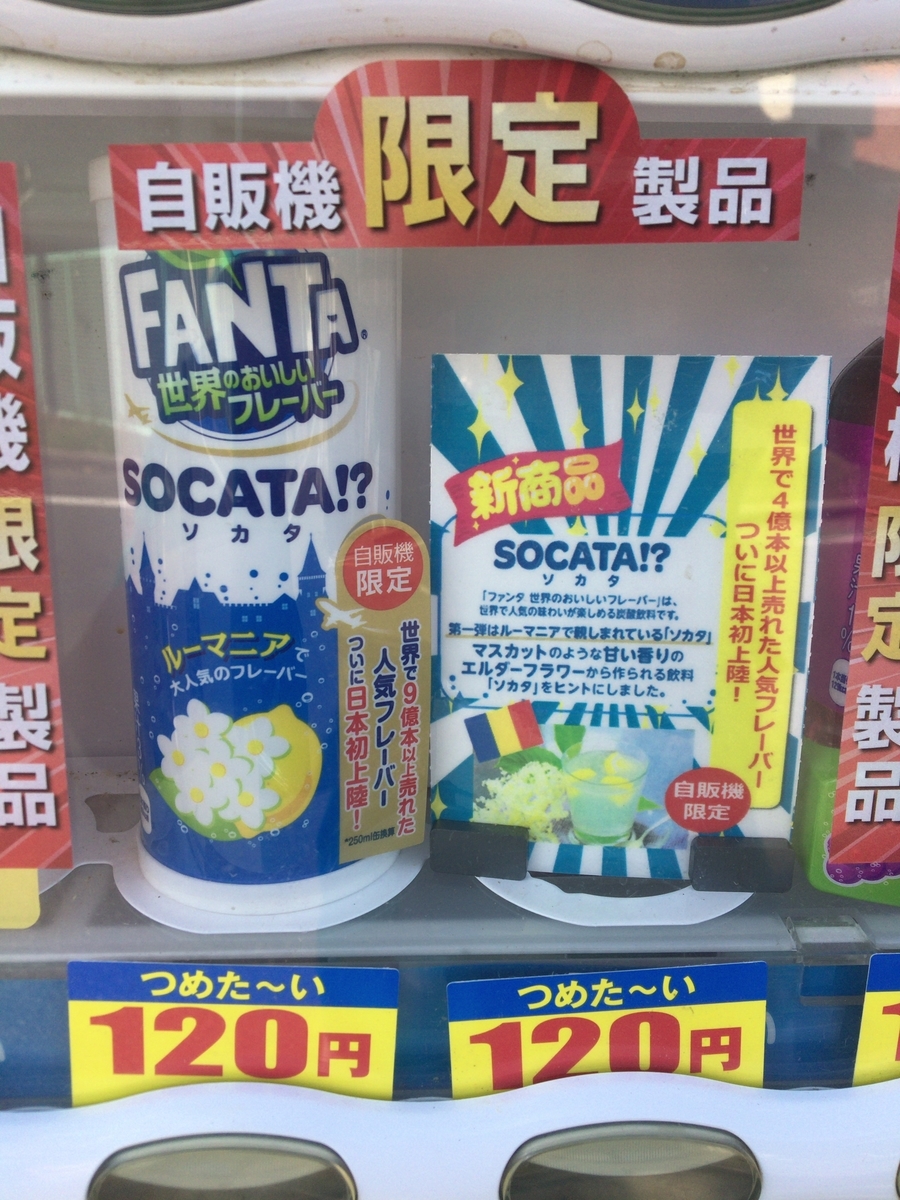 自販機限定製品
FANTA
世界のおいしい
フレーバー
SOCATA!?
ソカタ
自販機
限定
ルーマニア
大人気のフレーバー
世界で9億本以上売れた
人気フレーバー
ついに日本初上陸!
*250ml缶換算
新商品
SOCATA!?
ソカタ
「ファンタ 世界のおいしいフレーバー」は、
世界で人気の味わいが楽しめる炭酸飲料です。
第一弾はルーマニアで親しまれている「ソカタ」
マスカットのような甘い香りの
エルダーフラワーから作られる飲料
「ソカタ」をヒントにしました。
世界で4億本以上売れた人気フレーバー
ついに日本初上陸!
自販機
限定
販機限定製品
限定製品
つめた〜い
120円
つめた〜い
120円